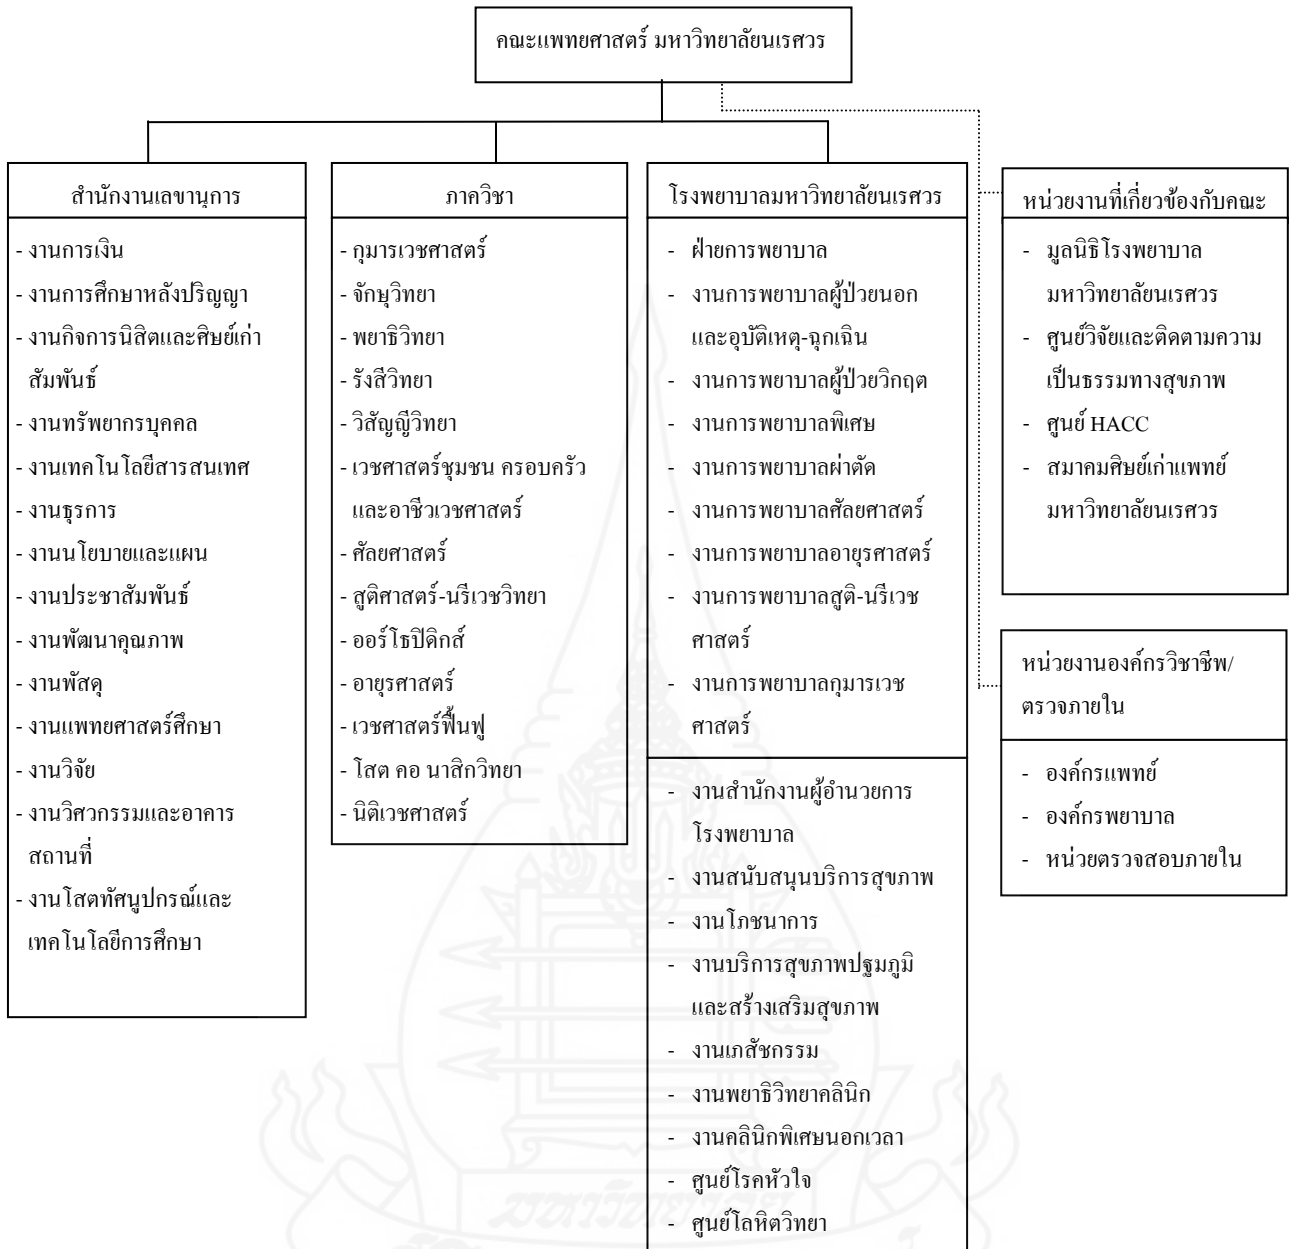 คณะแพทยศาสตร์ มหาวิทยาลัยนเรศวร
สำนักงานเลขานุการ
- งานการเงิน
- งานการศึกษาหลังปริญญา
- งานกิจการนิสิตและศิษย์เก่า
สัมพันธ์
- งานทรัพยากรบุคคล
- งานเทคโนโลยีสารสนเทศ
- งานธุรการ
- งานนโยบายและแผน
- งานประชาสัมพันธ์
- งานพัฒนาคุณภาพ
- งานพัสดุ
- งานแพทยศาสตร์ศึกษา
- งานวิจัย
- งานวิศวกรรมและอาคาร
สถานที่
- งานโสตทัศนูปกรณ์และ
เทคโนโลยีการศึกษา
ภาควิชา
- กุมารเวชศาสตร์
- จักษุวิทยา
- พยาธิวิทยา
- รังสีวิทยา
- วิสัญญีวิทยา
- เวชศาสตร์ชุมชน ครอบครัว
และอาชีวเวชศาสตร์
- ศัลยศาสตร์
- สูติศาสตร์-นรีเวชวิทยา
- ออร์โธปิดิกส์
- อายุรศาสตร์
- เวชศาสตร์ฟื้นฟู
- โสต คอ นาสิกวิทยา
- นิติเวชศาสตร์
โรงพยาบาลมหาวิทยาลัยนเรศวร
- ฝ่ายการพยาบาล
- งานการพยาบาลผู้ป่วยนอก
และอุบัติเหตุ-ฉุกเฉิน
- งานการพยาบาลผู้ป่วยวิกฤต
- งานการพยาบาลพิเศษ
- งานการพยาบาลผ่าตัด
- งานการพยาบาลศัลยศาสตร์
- งานการพยาบาลอายุรศาสตร์
- งานการพยาบาลสูติ-นรีเวช
ศาสตร์
- งานการพยาบาลกุมารเวช
ศาสตร์
- งานสำนักงานผู้อำนวยการ
โรงพยาบาล
- งานสนับสนุนบริการสุขภาพ
- งานโภชนาการ
- งานบริการสุขภาพปฐมภูมิ
และสร้างเสริมสุขภาพ
- งานเภสัชกรรม
- งานพยาธิวิทยาคลินิก
- งานคลินิกพิเศษนอกเวลา
- ศูนย์โรคหัวใจ
- ศูนย์โลหิตวิทยา
หน่วยงานที่เกี่ยวข้องกับคณะ
- มูลนิธิโรงพยาบาล
มหาวิทยาลัยนเรศวร
- ศูนย์วิจัยและติดตามความ
เป็นธรรมทางสุขภาพ
- ศูนย์ HACC
- สมาคมศิษย์เก่าแพทย์
มหาวิทยาลัยนเรศวร
หน่วยงานองค์กรวิชาชีพ/
ตรวจภายใน
- องค์กรแพทย์
- องค์กรพยาบาล
- หน่วยตรวจสอบภายใน